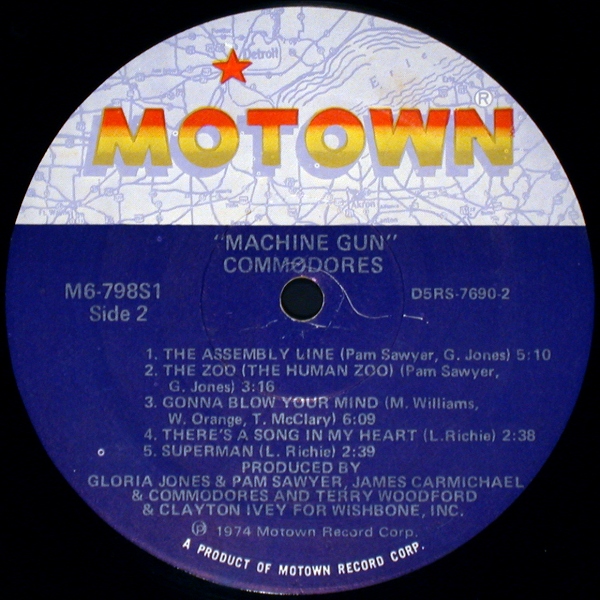 Detroit
Erie
®
MOTOWN
Akron
"MACHINE GUN"
COMMODORES
M6-798S1
D5RS-7690-2
Side 2
1. THE ASSEMBLY LINE (Pam Sawyer, G. Jones) 5:10
2. THE ZOO (THE HUMAN ZOO) (Pam Sawyer,
G. Jones) 3:16
3. GONNA BLOW YOUR MIND (M. Williams,
W. Orange, T. McClary) 6:09
4. THERE'S A SONG IN MY HEART (L.Richie) 2:38
5. SUPERMAN (L. Richie) 2:39
PRODUCED BY
GLORIA JONES & PAM SAWYER, JAMES CARMICHAEL
& COMMODORES AND TERRY WOODFORD
& CLAYTON IVEY FOR WISHBONE, INC.
℗ 1974 Motown Record Corp.
A PRODUCT OF MOTOWN RECORD CORP.